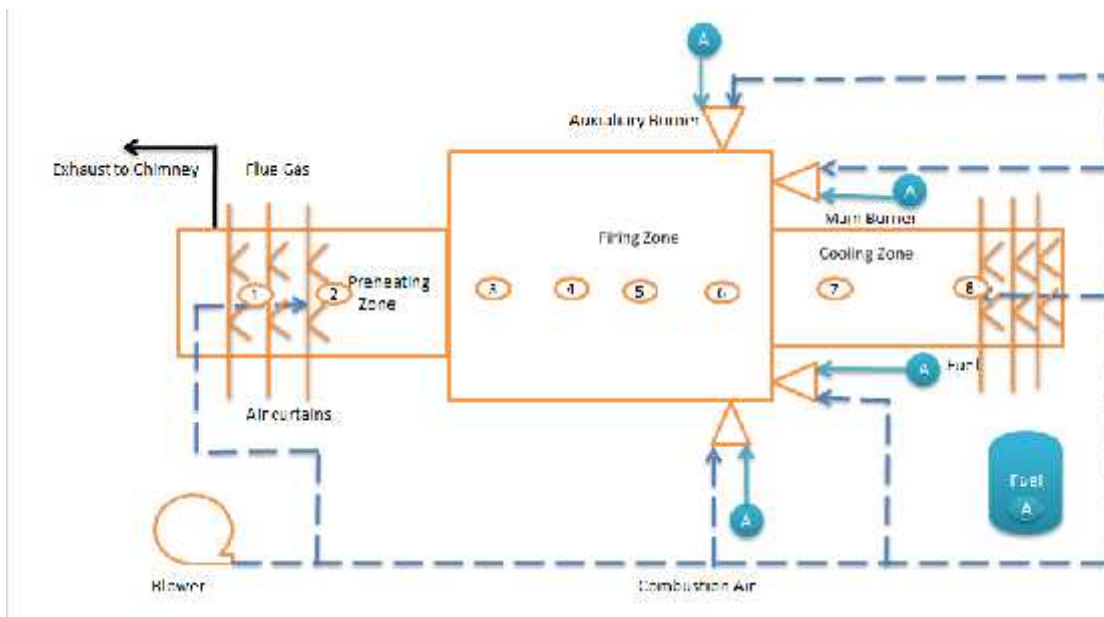 A
Auxiliary Burner
Exhaust to Chimney
Flue Gas
A
Main Burner
Firing Zone
Cooling Zone
1
2
Preheating
Zone
3
4
5
6
7
8
A
Fuel
Air curtains
Fuel
A
A
Blower
Combustion Air